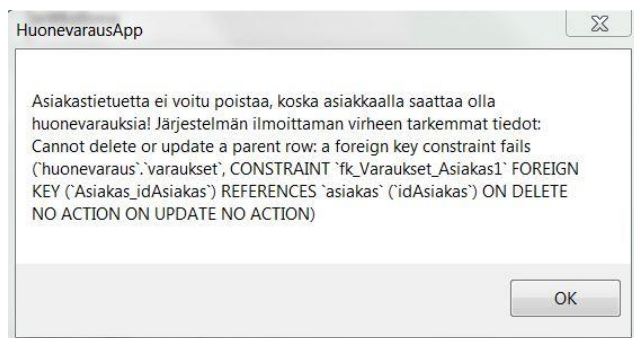 HuonevarausApp
Asiakastietuetta ei voitu poistaa, koska asiakkaalla saattaa olla
huonevarauksia! Järjestelmän ilmoittaman virheen tarkemmat tiedot:
Cannot delete or update a parent row: a foreign key constraint fails
(`huonevaraus`.`varaukset`, CONSTRAINT `fk_Varaukset_Asiakas1` FOREIGN
KEY (`Asiakas_idAsiakas`) REFERENCES `asiakas` (`idAsiakas`) ON DELETE
NO ACTION ON UPDATE NO ACTION)
OK